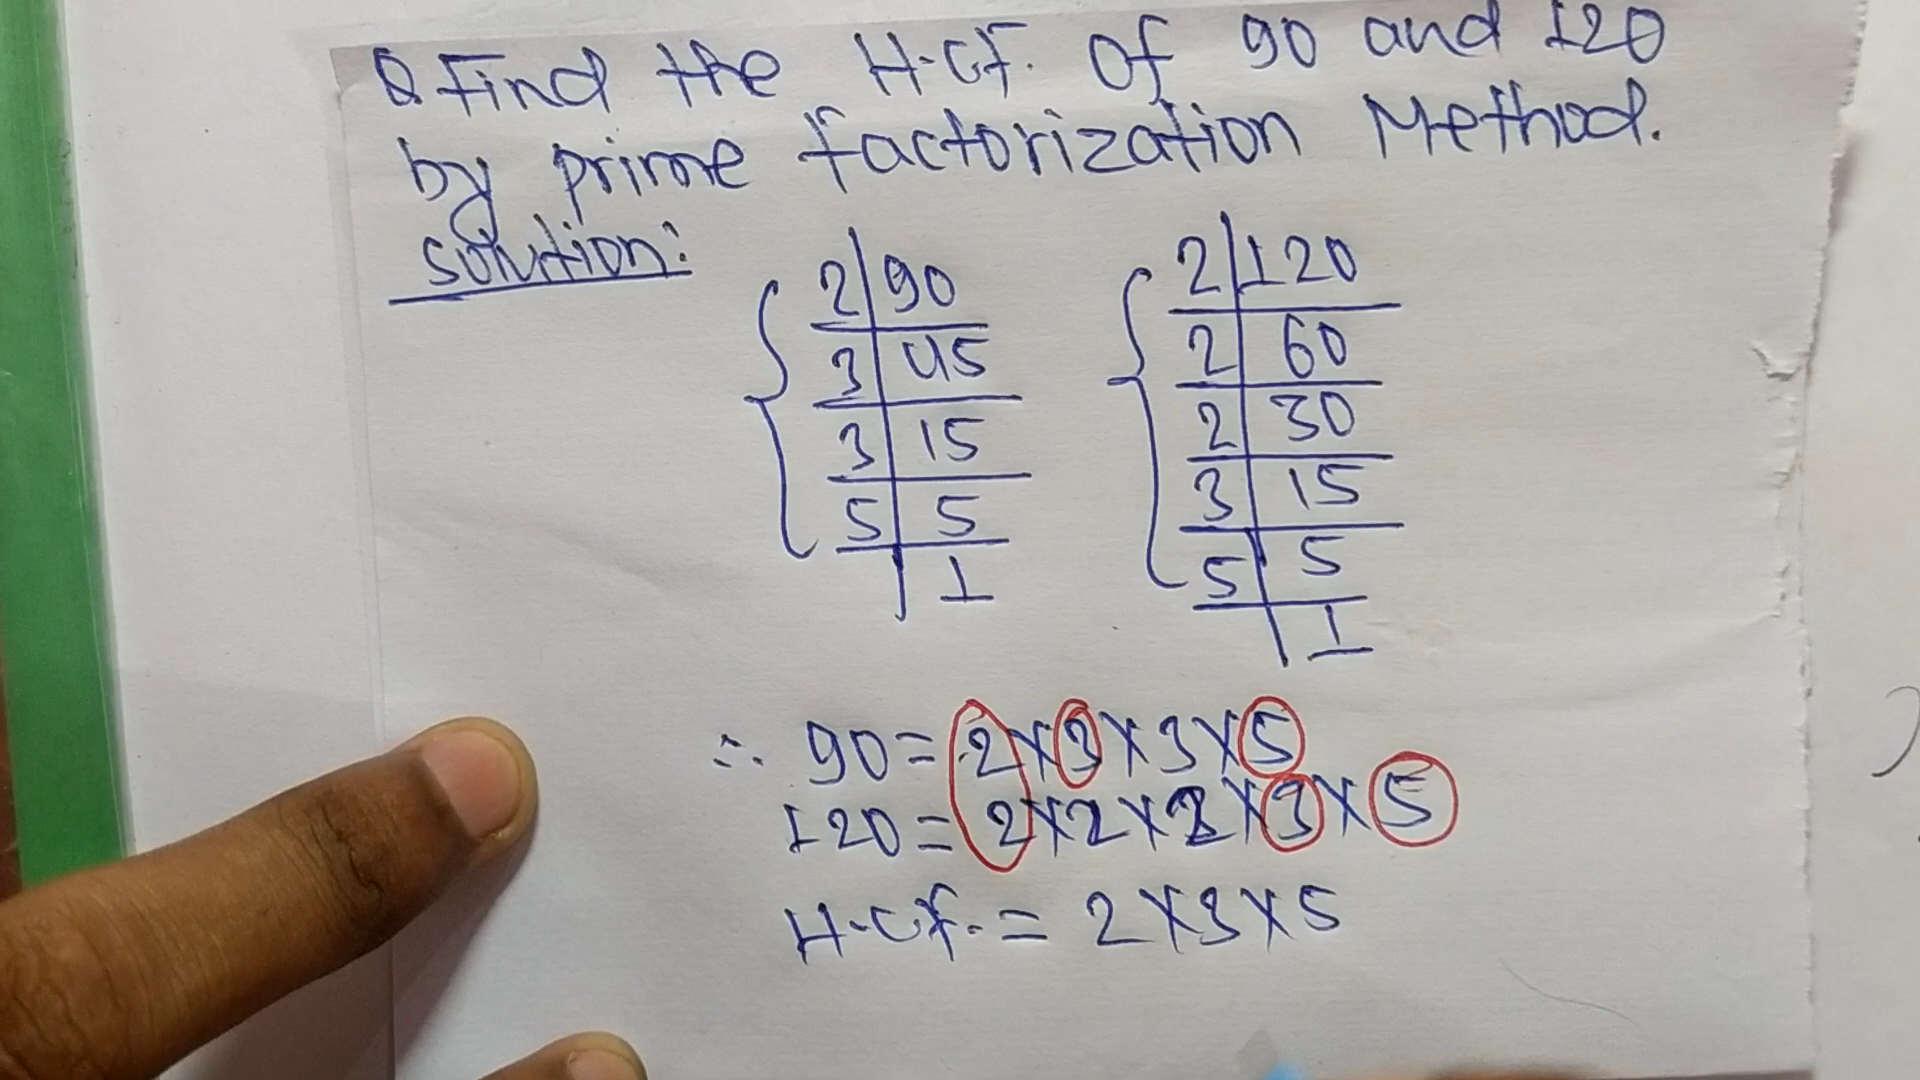 Q Find the H.C.F. of 90 and 120
by prime factorization Method.
solution:
2 | 90
3 | 45
3 | 15
5 | 5
1
2 | 120
2 | 60
2 | 30
3 | 15
5 | 5
1
∴ 90 = 2×3×3×5
120 = 2×2×2×3×5
H.C.F. = 2×3×5